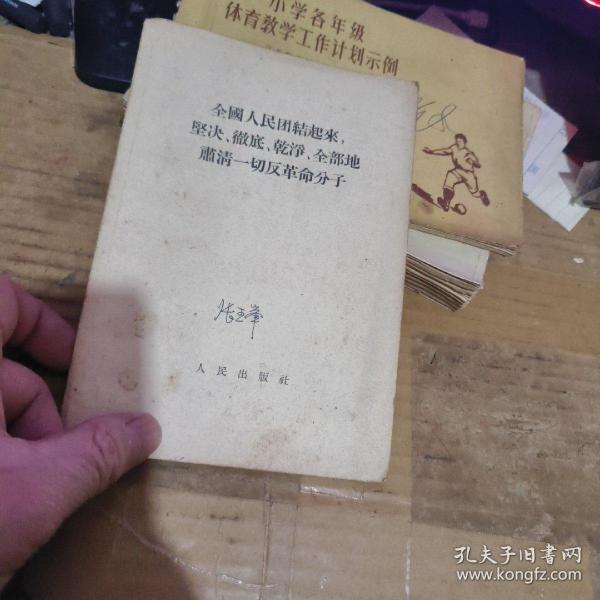 小学各年级
体育教学工作计划示例
全國人民团結起來，
堅决、徹底、乾淨、全部地
肅清一切反革命分子
人民出版社
孔夫子旧书网
www.kongfz.com